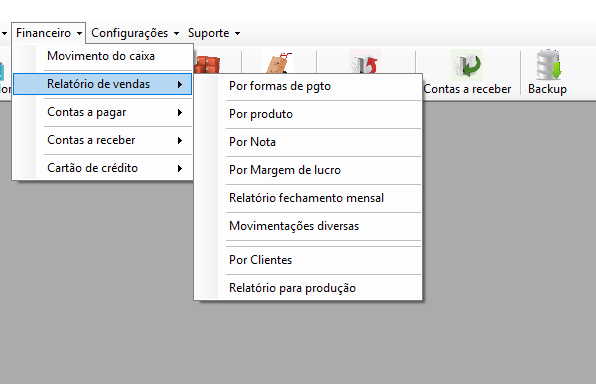 Financeiro Configurações Suporte
Movimento do caixa
Relatório de vendas
Contas a pagar
Contas a receber
Cartão de crédito
Por formas de pgto
Por produto
Por Nota
Por Margem de lucro
Relatório fechamento mensal
Movimentações diversas
Por Clientes
Relatório para produção
Contas a receber
Backup